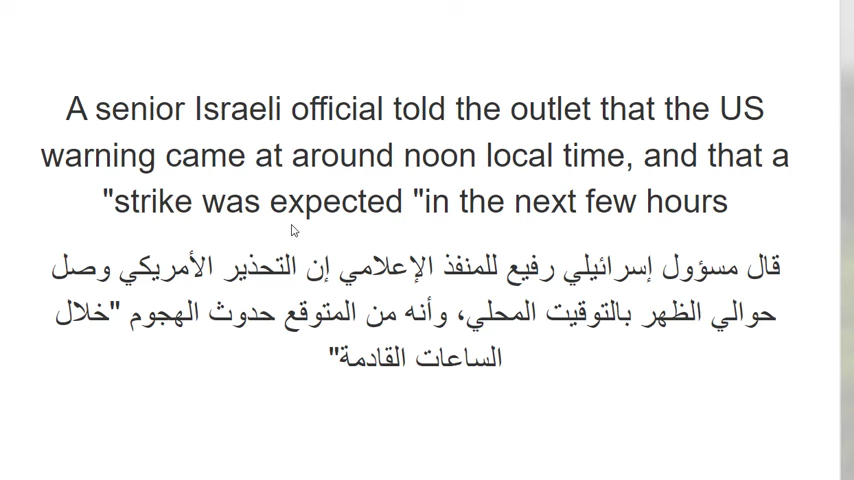 A senior Israeli official told the outlet that the US
warning came at around noon local time, and that a
"strike was expected "in the next few hours
قال مسؤول إسرائيلي رفيع للمنفذ الإعلامي إن التحذير الأمريكي وصل
حوالي الظهر بالتوقيت المحلي، وأنه من المتوقع حدوث الهجوم "خلال
الساعات القادمة"